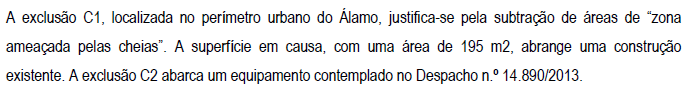 A exclusão C1, localizada no perímetro urbano do Álamo, justifica-se pela subtração de áreas de “zona
ameaçada pelas cheias”. A superfície em causa, com uma área de 195 m2, abrange uma construção
existente. A exclusão C2 abarca um equipamento contemplado no Despacho n.º 14.890/2013.